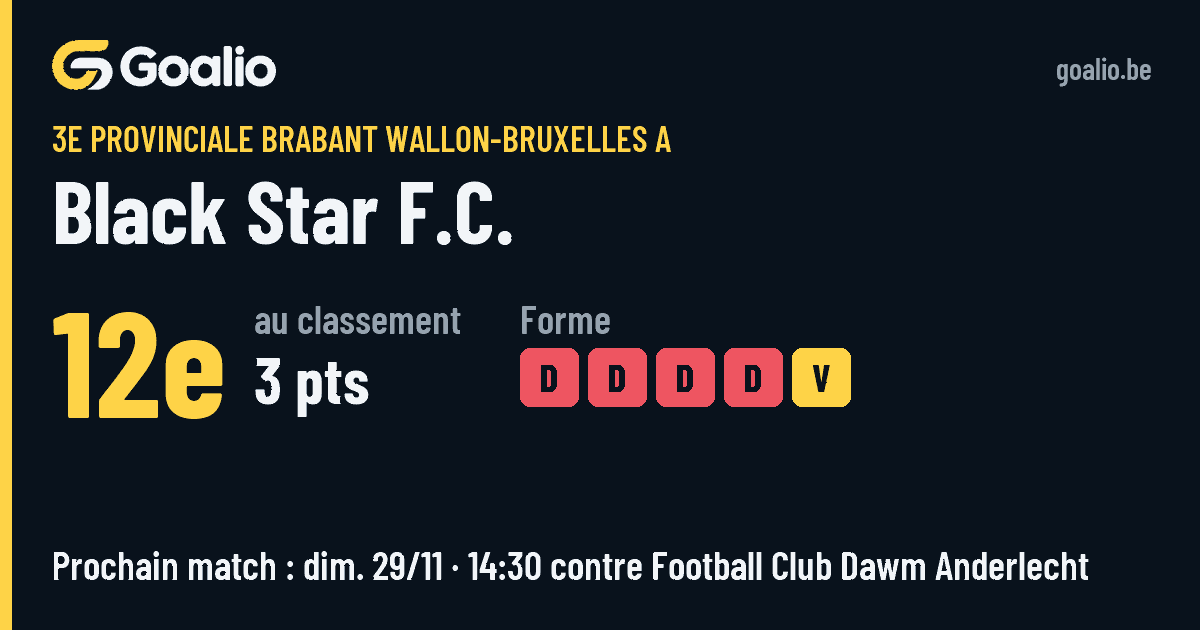 Goalio
goalio.be
3E PROVINCIALE BRABANT WALLON-BRUXELLES A
Black Star F.C.
12e
au classement
3 pts
Forme
D D D D V
Prochain match : dim. 29/11 · 14:30 contre Football Club Dawm Anderlecht